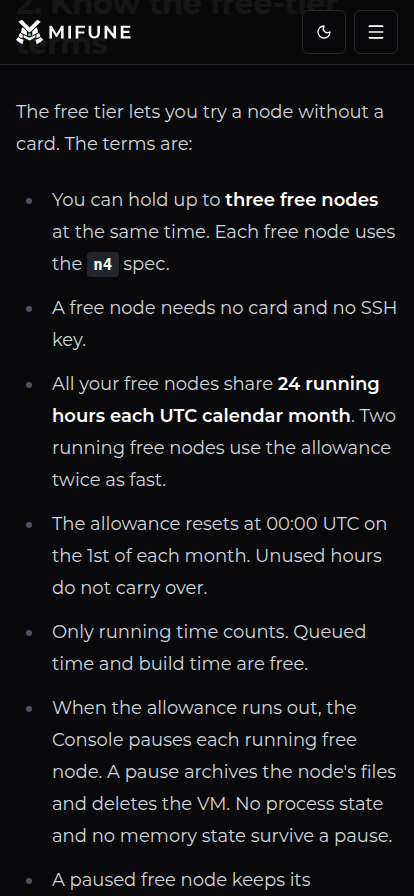 2. Know the free-tier
MIFUNE
terms
The free tier lets you try a node without a
card. The terms are:
You can hold up to three free nodes
at the same time. Each free node uses
the n4 spec.
A free node needs no card and no SSH
key.
All your free nodes share 24 running
hours each UTC calendar month. Two
running free nodes use the allowance
twice as fast.
The allowance resets at 00:00 UTC on
the 1st of each month. Unused hours
do not carry over.
Only running time counts. Queued
time and build time are free.
When the allowance runs out, the
Console pauses each running free
node. A pause archives the node's files
and deletes the VM. No process state
and no memory state survive a pause.
A paused free node keeps its